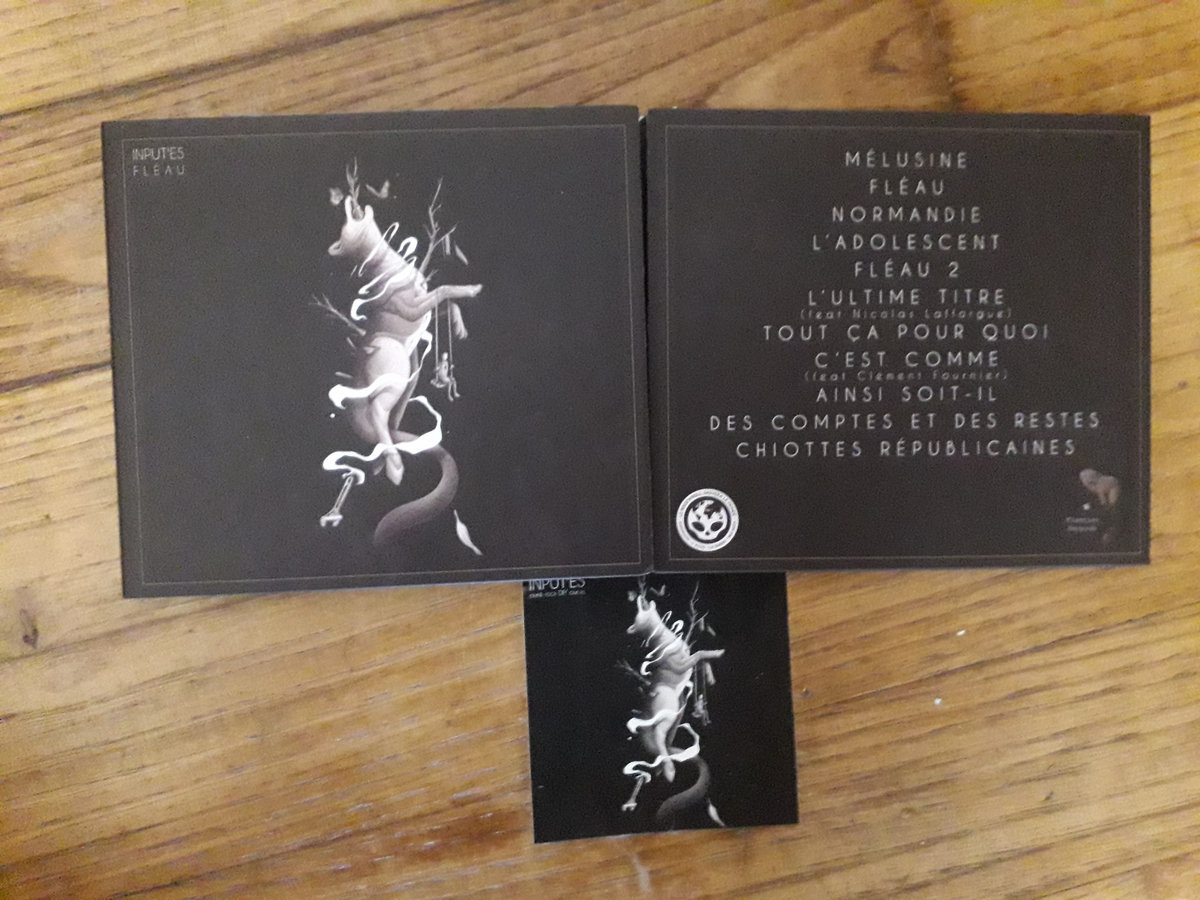 INPUT'ES
FLÉAU
MÉLUSINE
FLÉAU
NORMANDIE
L'ADOLESCENT
FLÉAU 2
L'ULTIME TITRE
(feat Nicolas Laffargue)
TOUT ÇA POUR QUOI
C'EST COMME
(feat Clément Fournier)
AINSI SOIT-IL
DES COMPTES ET DES RESTES
CHIOTTES RÉPUBLICAINES
INPUT'ES